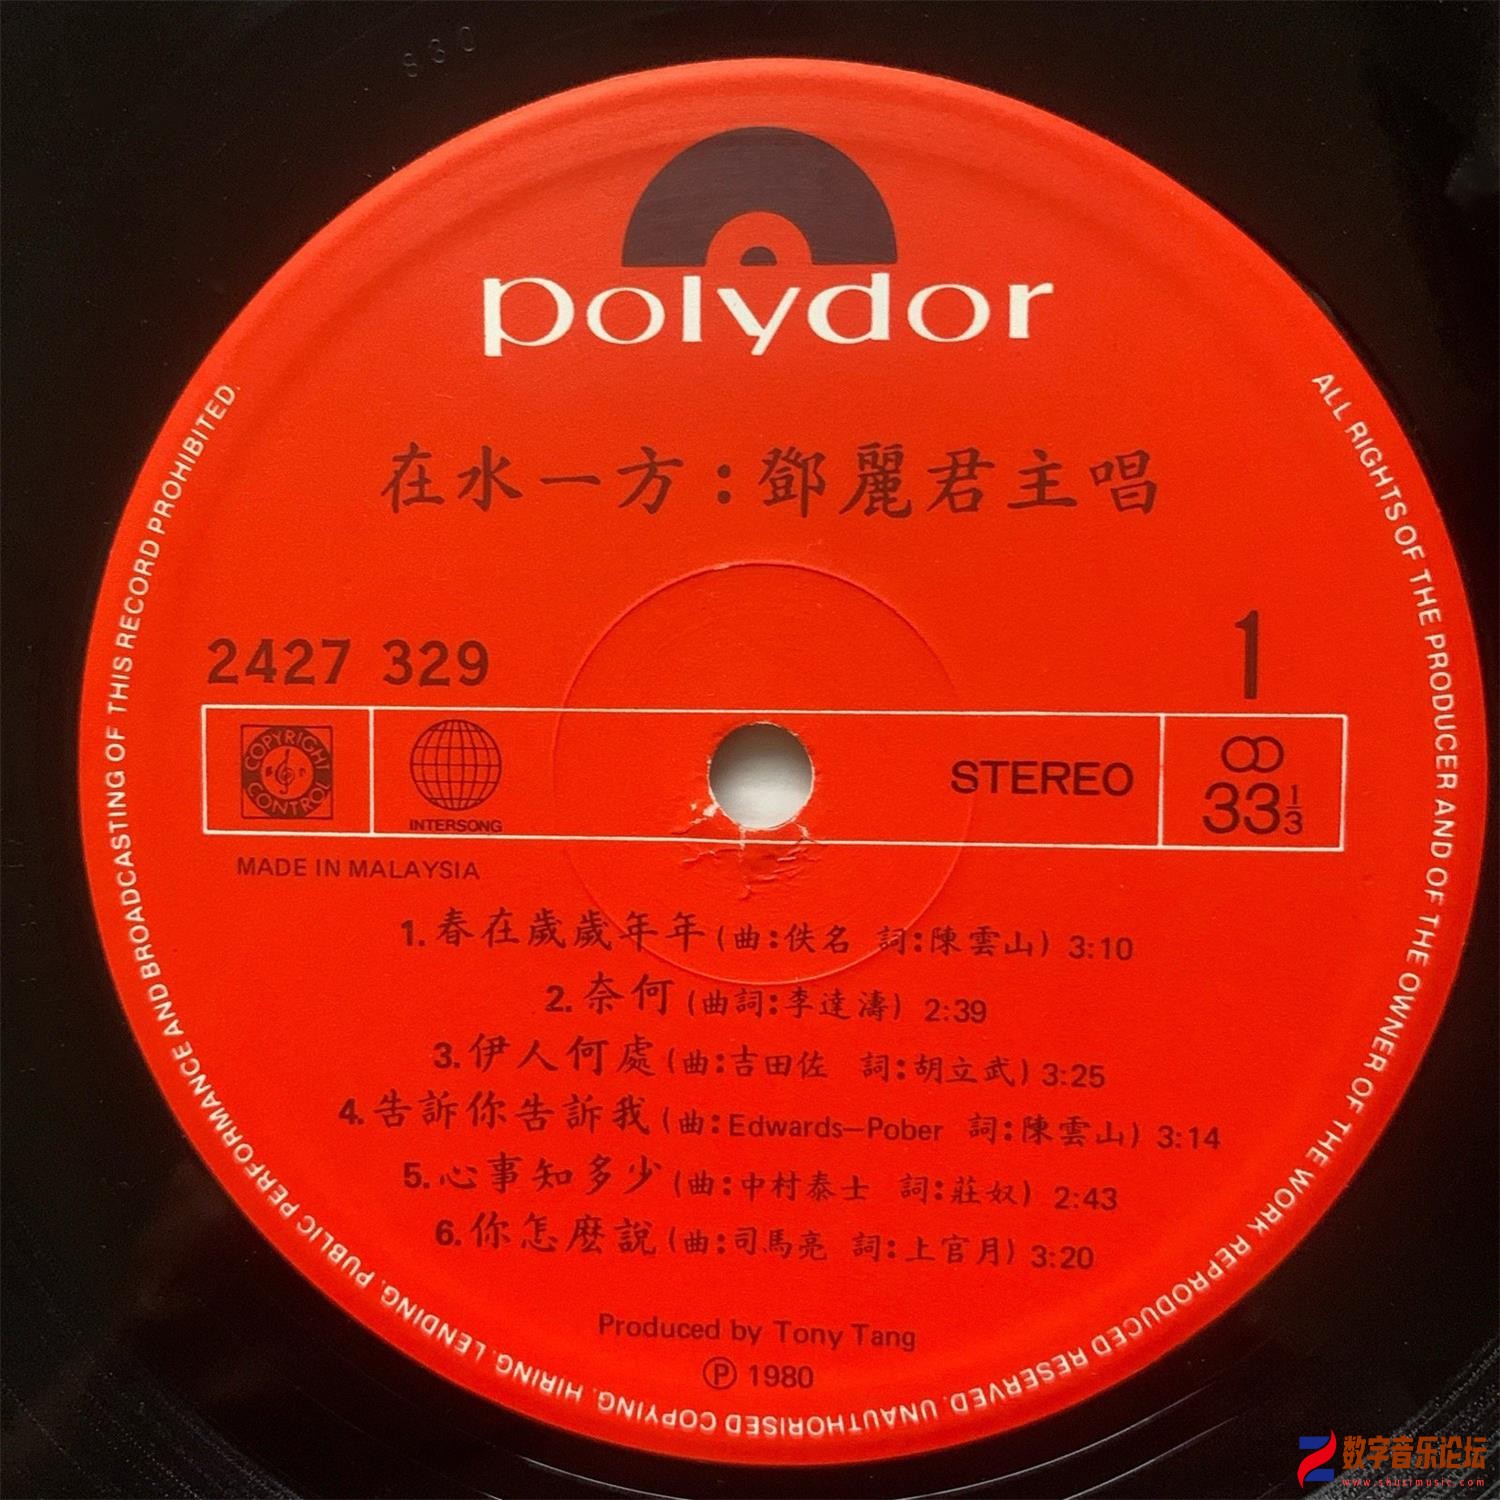 830
polydor
在水一方:鄧麗君主唱
2427 329
1
COPYRIGHT CONTROL
INTERSONG
STEREO
33 1/3
MADE IN MALAYSIA
1.春在歲歲年年(曲:佚名 詞:陳雲山) 3:10
2.奈何(曲詞:李達濤) 2:39
3.伊人何處(曲:吉田佐 詞:胡立武) 3:25
4.告訴你告訴我(曲:Edwards-Pober 詞:陳雲山) 3:14
5.心事知多少(曲:中村泰士 詞:莊奴) 2:43
6.你怎麼說(曲:司馬亮 詞:上官月) 3:20
Produced by Tony Tang
Ⓟ 1980
ALL RIGHTS OF THE PRODUCER AND OF THE OWNER OF THE WORK REPRODUCED RESERVED. UNAUTHORISED COPYING, HIRING, LENDING, PUBLIC PERFORMANCE AND BROADCASTING OF THIS RECORD PROHIBITED.
数字音乐论坛
www.shuzimusic.com